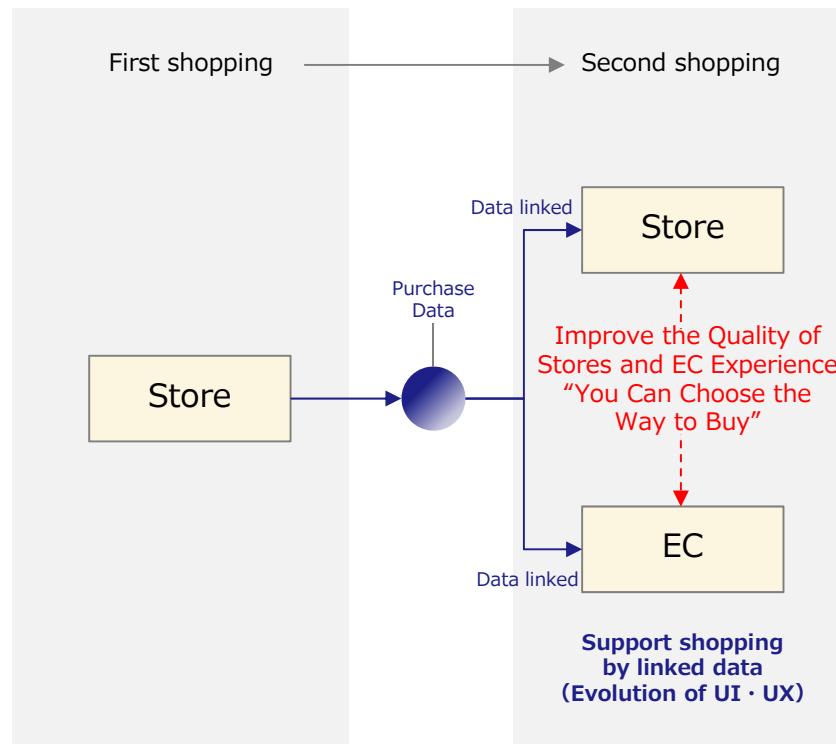 First shopping
Second shopping
Data linked
Store
Purchase
Data
Store
Improve the Quality of
Stores and EC Experience
“You Can Choose the
Way to Buy”
EC
Data linked
Support shopping
by linked data
（Evolution of UI・UX）